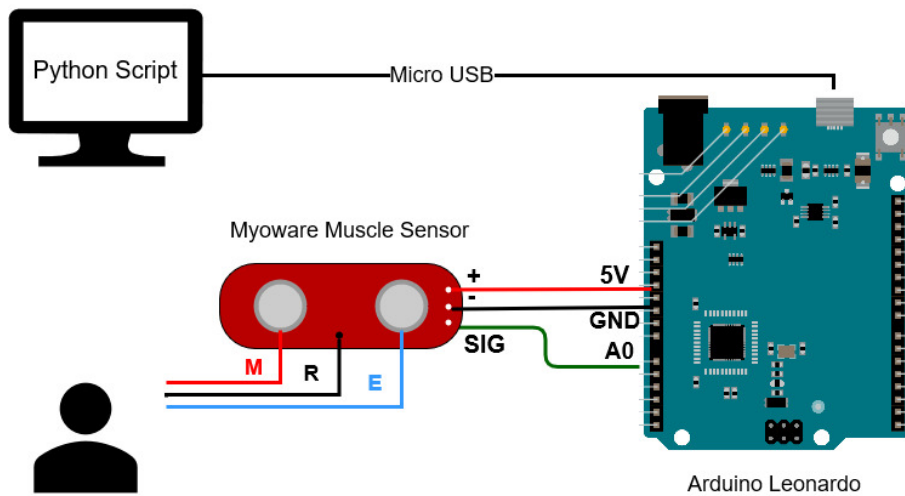 Python Script
Micro USB
Myoware Muscle Sensor
+
-
5V
GND
SIG
A0
M
R
E
Arduino Leonardo